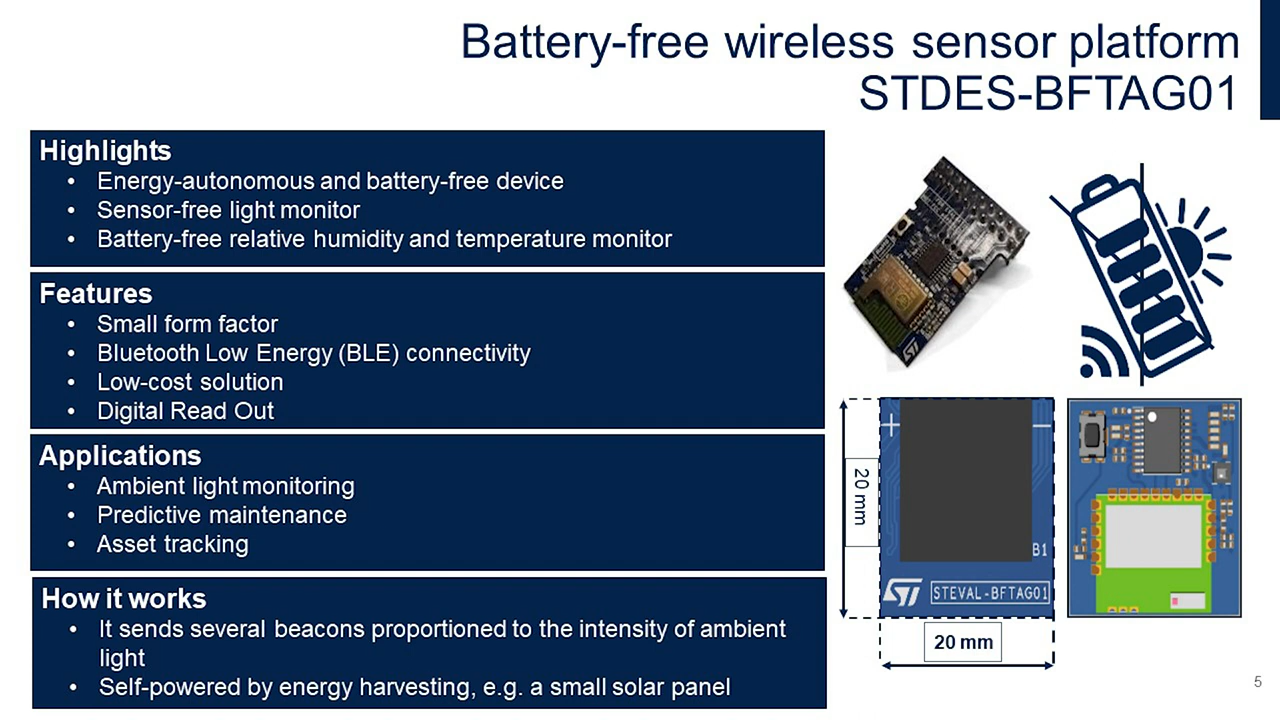 Battery-free wireless sensor platform
STDES-BFTAG01
Highlights
• Energy-autonomous and battery-free device
• Sensor-free light monitor
• Battery-free relative humidity and temperature monitor
Features
• Small form factor
• Bluetooth Low Energy (BLE) connectivity
• Low-cost solution
• Digital Read Out
Applications
• Ambient light monitoring
• Predictive maintenance
• Asset tracking
How it works
• It sends several beacons proportioned to the intensity of ambient
light
• Self-powered by energy harvesting, e.g. a small solar panel
ST
20 mm
+ −
B1
ST STEVAL-BFTAG01
20 mm
5